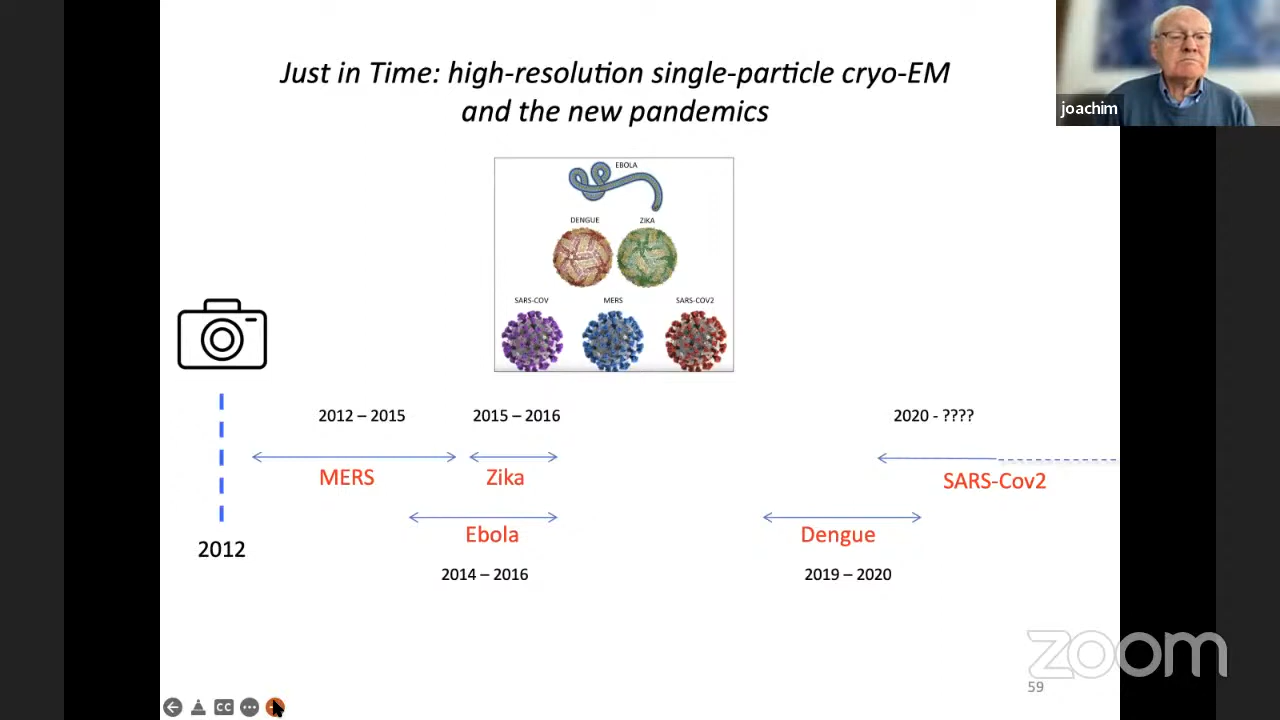 Just in Time: high-resolution single-particle cryo-EM
and the new pandemics
joachim
EBOLA
DENGUE
ZIKA
SARS-COV
MERS
SARS-COV2
2012 – 2015
2015 – 2016
2020 - ????
MERS
Zika
SARS-Cov2
Ebola
Dengue
2012
2014 – 2016
2019 – 2020
zoom
59
CC